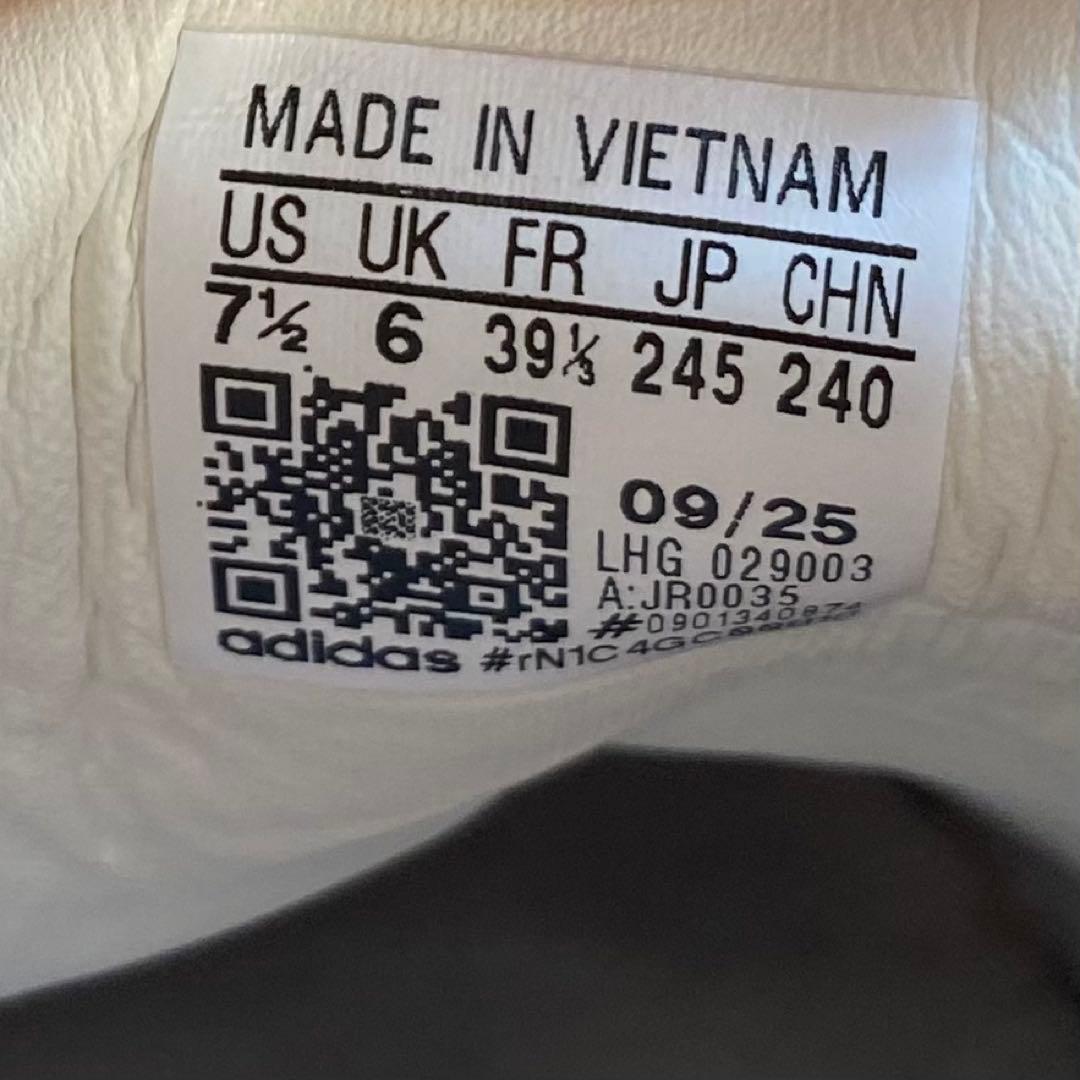 MADE IN VIETNAM
US UK FR JP CHN
7½ 6 39⅓ 245 240
09/25
LHG 029003
A:JR0035
#0901340874
adidas